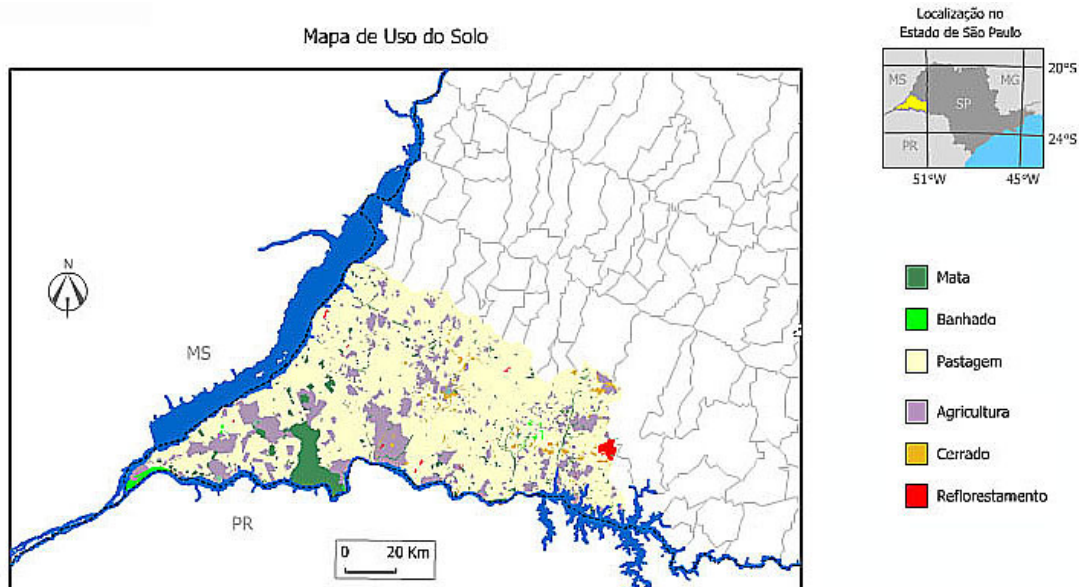 Mapa de Uso do Solo
Localização no
Estado de São Paulo
MS
MG
SP
PR
20°S
24°S
51°W
45°W
N
MS
PR
0 20 Km
Mata
Banhado
Pastagem
Agricultura
Cerrado
Reflorestamento